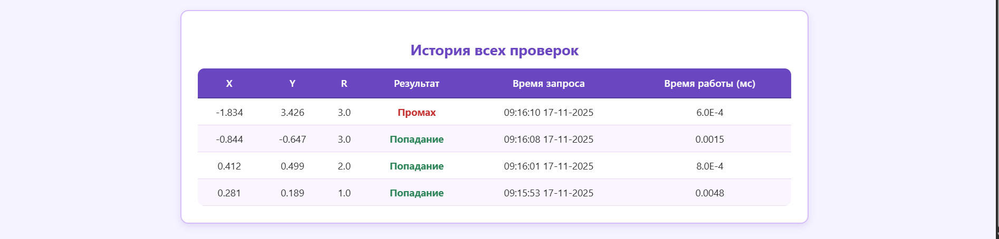 История всех проверок
X Y R Результат Время запроса Время работы (мс)
-1.834 3.426 3.0 Промах 09:16:10 17-11-2025 6.0E-4
-0.844 -0.647 3.0 Попадание 09:16:08 17-11-2025 0.0015
0.412 0.499 2.0 Попадание 09:16:01 17-11-2025 8.0E-4
0.281 0.189 1.0 Попадание 09:15:53 17-11-2025 0.0048